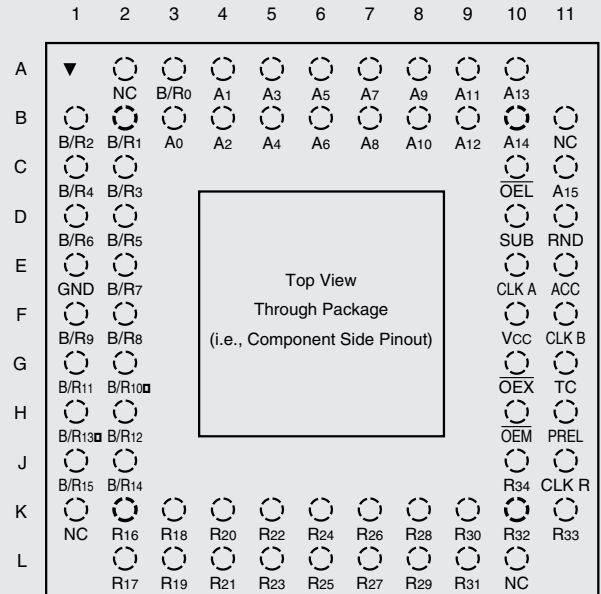 1 2 3 4 5 6 7 8 9 10 11
A
NC B/R0 A1 A3 A5 A7 A9 A11 A13
B
B/R2 B/R1 A0 A2 A4 A6 A8 A10 A12 A14 NC
C
B/R4 B/R3 OEL A15
D
B/R6 B/R5 SUB RND
E
GND B/R7 CLK A ACC
Top View
Through Package
(i.e., Component Side Pinout)
F
B/R9 B/R8 VCC CLK B
G
B/R11 B/R10 OEX TC
H
B/R13 B/R12 OEM PREL
J
B/R15 B/R14 R34 CLK R
K
NC R16 R18 R20 R22 R24 R26 R28 R30 R32 R33
L
R17 R19 R21 R23 R25 R27 R29 R31 NC